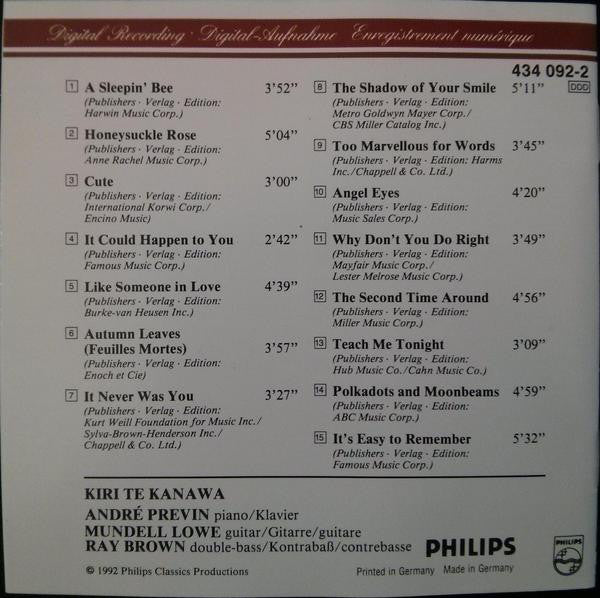 Digital Recording · Digital-Aufnahme Enregistrement numérique
434 092-2
DDD
1 A Sleepin' Bee 3'52"
(Publishers · Verlag · Edition:
Harwin Music Corp.)
2 Honeysuckle Rose 5'04"
(Publishers · Verlag · Edition:
Anne Rachel Music Corp.)
3 Cute 3'00"
(Publishers · Verlag · Edition:
International Korwi Corp./
Encino Music)
4 It Could Happen to You 2'42"
(Publishers · Verlag · Edition:
Famous Music Corp.)
5 Like Someone in Love 4'39"
(Publishers · Verlag · Edition:
Burke-van Heusen Inc.)
6 Autumn Leaves
(Feuilles Mortes) 3'57"
(Publishers · Verlag · Edition:
Enoch et Cie)
7 It Never Was You 3'27"
(Publishers · Verlag · Edition:
Kurt Weill Foundation for Music Inc./
Sylva-Brown-Henderson Inc./
Chappell & Co. Ltd.)
8 The Shadow of Your Smile 5'11"
(Publishers · Verlag · Edition:
Metro Goldwyn Mayer Corp./
CBS Miller Catalog Inc.)
9 Too Marvellous for Words 3'45"
(Publishers · Verlag · Edition: Harms
Inc./Chappell & Co. Ltd.)
10 Angel Eyes 4'20"
(Publishers · Verlag · Edition:
Music Sales Corp.)
11 Why Don't You Do Right 3'49"
(Publishers · Verlag · Edition:
Mayfair Music Corp./
Lester Melrose Music Corp.)
12 The Second Time Around 4'56"
(Publishers · Verlag · Edition:
Miller Music Corp.)
13 Teach Me Tonight 3'09"
(Publishers · Verlag · Edition:
Hub Music Co./Cahn Music Co.)
14 Polkadots and Moonbeams 4'59"
(Publishers · Verlag · Edition:
ABC Music Corp.)
15 It's Easy to Remember 5'32"
(Publishers · Verlag · Edition:
Famous Music Corp.)
KIRI TE KANAWA
ANDRÉ PREVIN piano/Klavier
MUNDELL LOWE guitar/Gitarre/guitare
RAY BROWN double-bass/Kontrabaß/contrebasse
PHILIPS
PHILIPS
© 1992 Philips Classics Productions
Printed in Germany Made in Germany